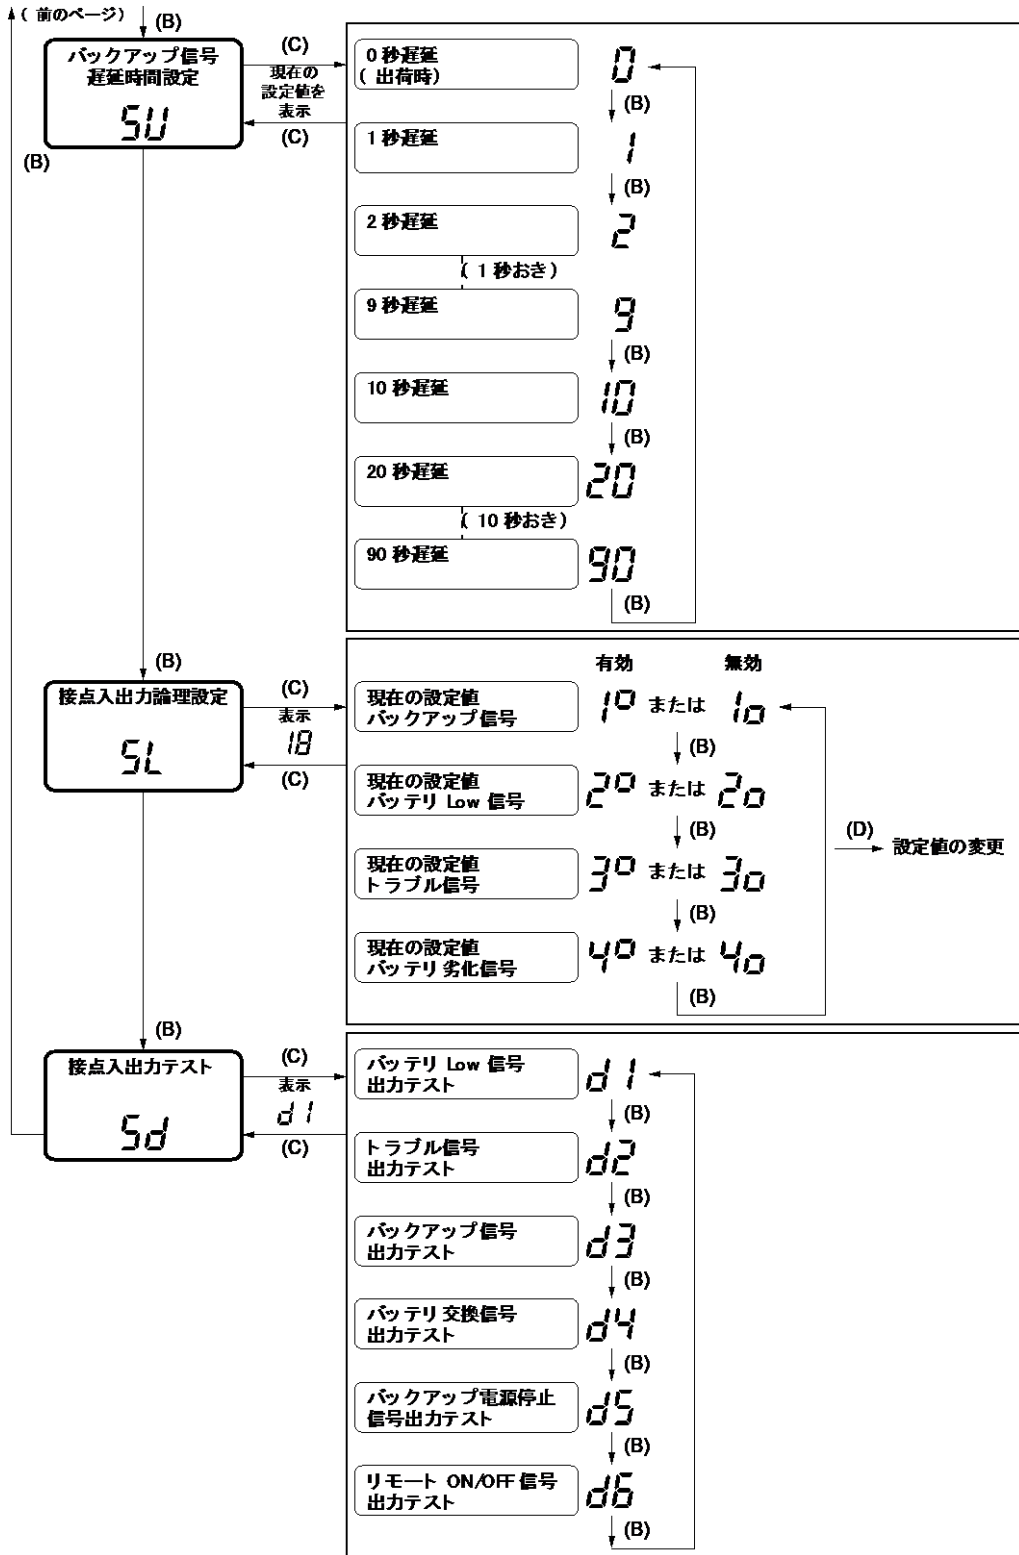 ( 前のページ)
(B)
バックアップ信号
遅延時間設定
SU
(B)
(C)
現在の
設定値を
表示
(C)
0 秒遅延
( 出荷時)
0
(B)
1 秒遅延
1
(B)
2 秒遅延
2
( 1 秒おき)
9 秒遅延
9
(B)
10 秒遅延
10
(B)
20 秒遅延
20
( 10 秒おき)
90 秒遅延
90
(B)
(B)
接点入出力論理設定
SL
(C)
表示
18
(C)
有効 無効
現在の設定値
バックアップ信号
1o または 1o
(B)
現在の設定値
バッテリ Low 信号
2o または 2o
(B)
現在の設定値
トラブル信号
3o または 3o
(B)
現在の設定値
バッテリ劣化信号
4o または 4o
(B)
(D)
設定値の変更
(B)
接点入出力テスト
Sd
(C)
表示
d1
(C)
バッテリ Low 信号
出力テスト
d1
(B)
トラブル信号
出力テスト
d2
(B)
バックアップ信号
出力テスト
d3
(B)
バッテリ交換信号
出力テスト
d4
(B)
バックアップ電源停止
信号出力テスト
d5
(B)
リモート ON/OFF 信号
出力テスト
d6
(B)